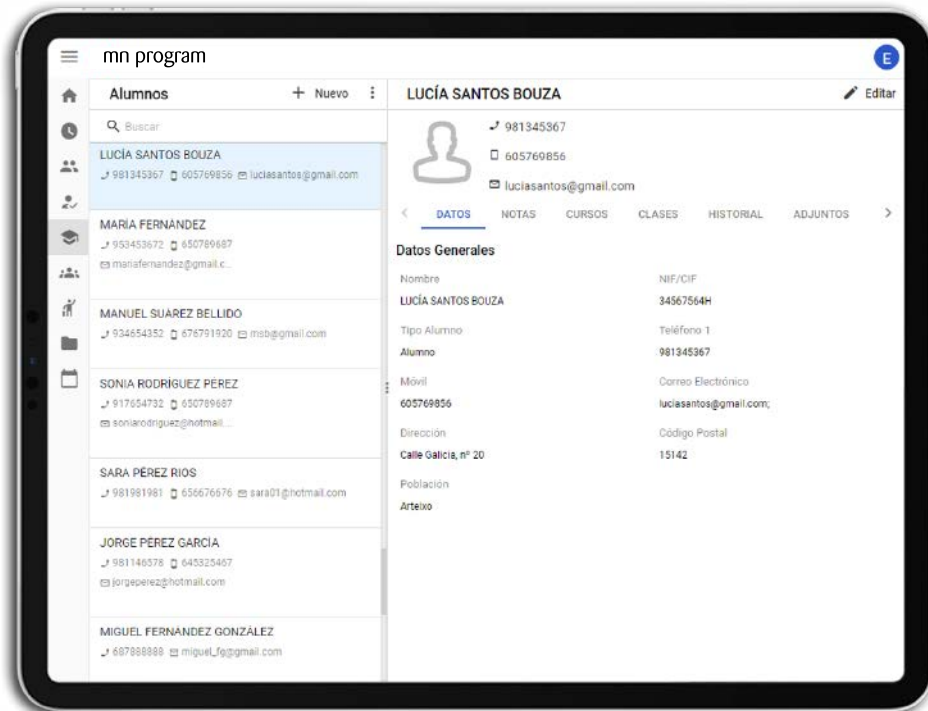 mn program
E
Alumnos
+ Nuevo
Buscar
LUCÍA SANTOS BOUZA
981345367 605769856 luciasantos@gmail.com
MARÍA FERNÁNDEZ
953453672 650789687
mariafernandez@gmail.c...
MANUEL SUÁREZ BELLIDO
934654352 676791920 msb@gmail.com
SONIA RODRÍGUEZ PÉREZ
917654732 650789687
soniarodriguez@hotmail....
SARA PÉREZ RIOS
981981981 656676676 sara01@hotmail.com
JORGE PÉREZ GARCÍA
981146578 645325467
jorgeperez@hotmail.com
MIGUEL FERNÁNDEZ GONZÁLEZ
687888888 miguel_fg@gmail.com
LUCÍA SANTOS BOUZA
Editar
981345367
605769856
luciasantos@gmail.com
DATOS NOTAS CURSOS CLASES HISTORIAL ADJUNTOS
Datos Generales
Nombre NIF/CIF
LUCÍA SANTOS BOUZA 34567564H
Tipo Alumno Teléfono 1
Alumno 981345367
Móvil Correo Electrónico
605769856 luciasantos@gmail.com;
Dirección Código Postal
Calle Galicia, nº 20 15142
Población
Arteixo